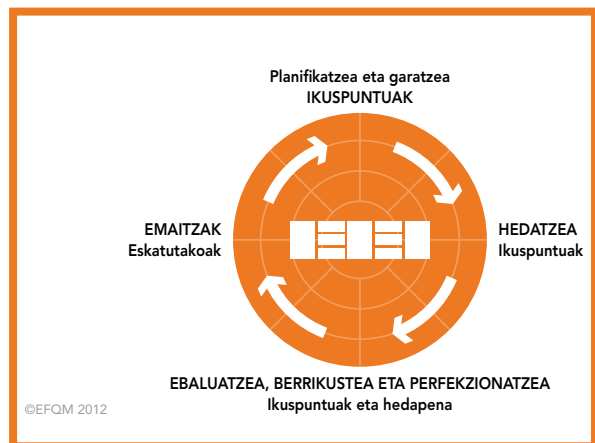 Planifikatzea eta garatzea
IKUSPUNTUAK
EMAITZAK
Eskatutakoak
HEDATZEA
Ikuspuntuak
EBALUATZEA, BERRIKUSTEA ETA PERFEKZIONATZEA
Ikuspuntuak eta hedapena
©EFQM 2012